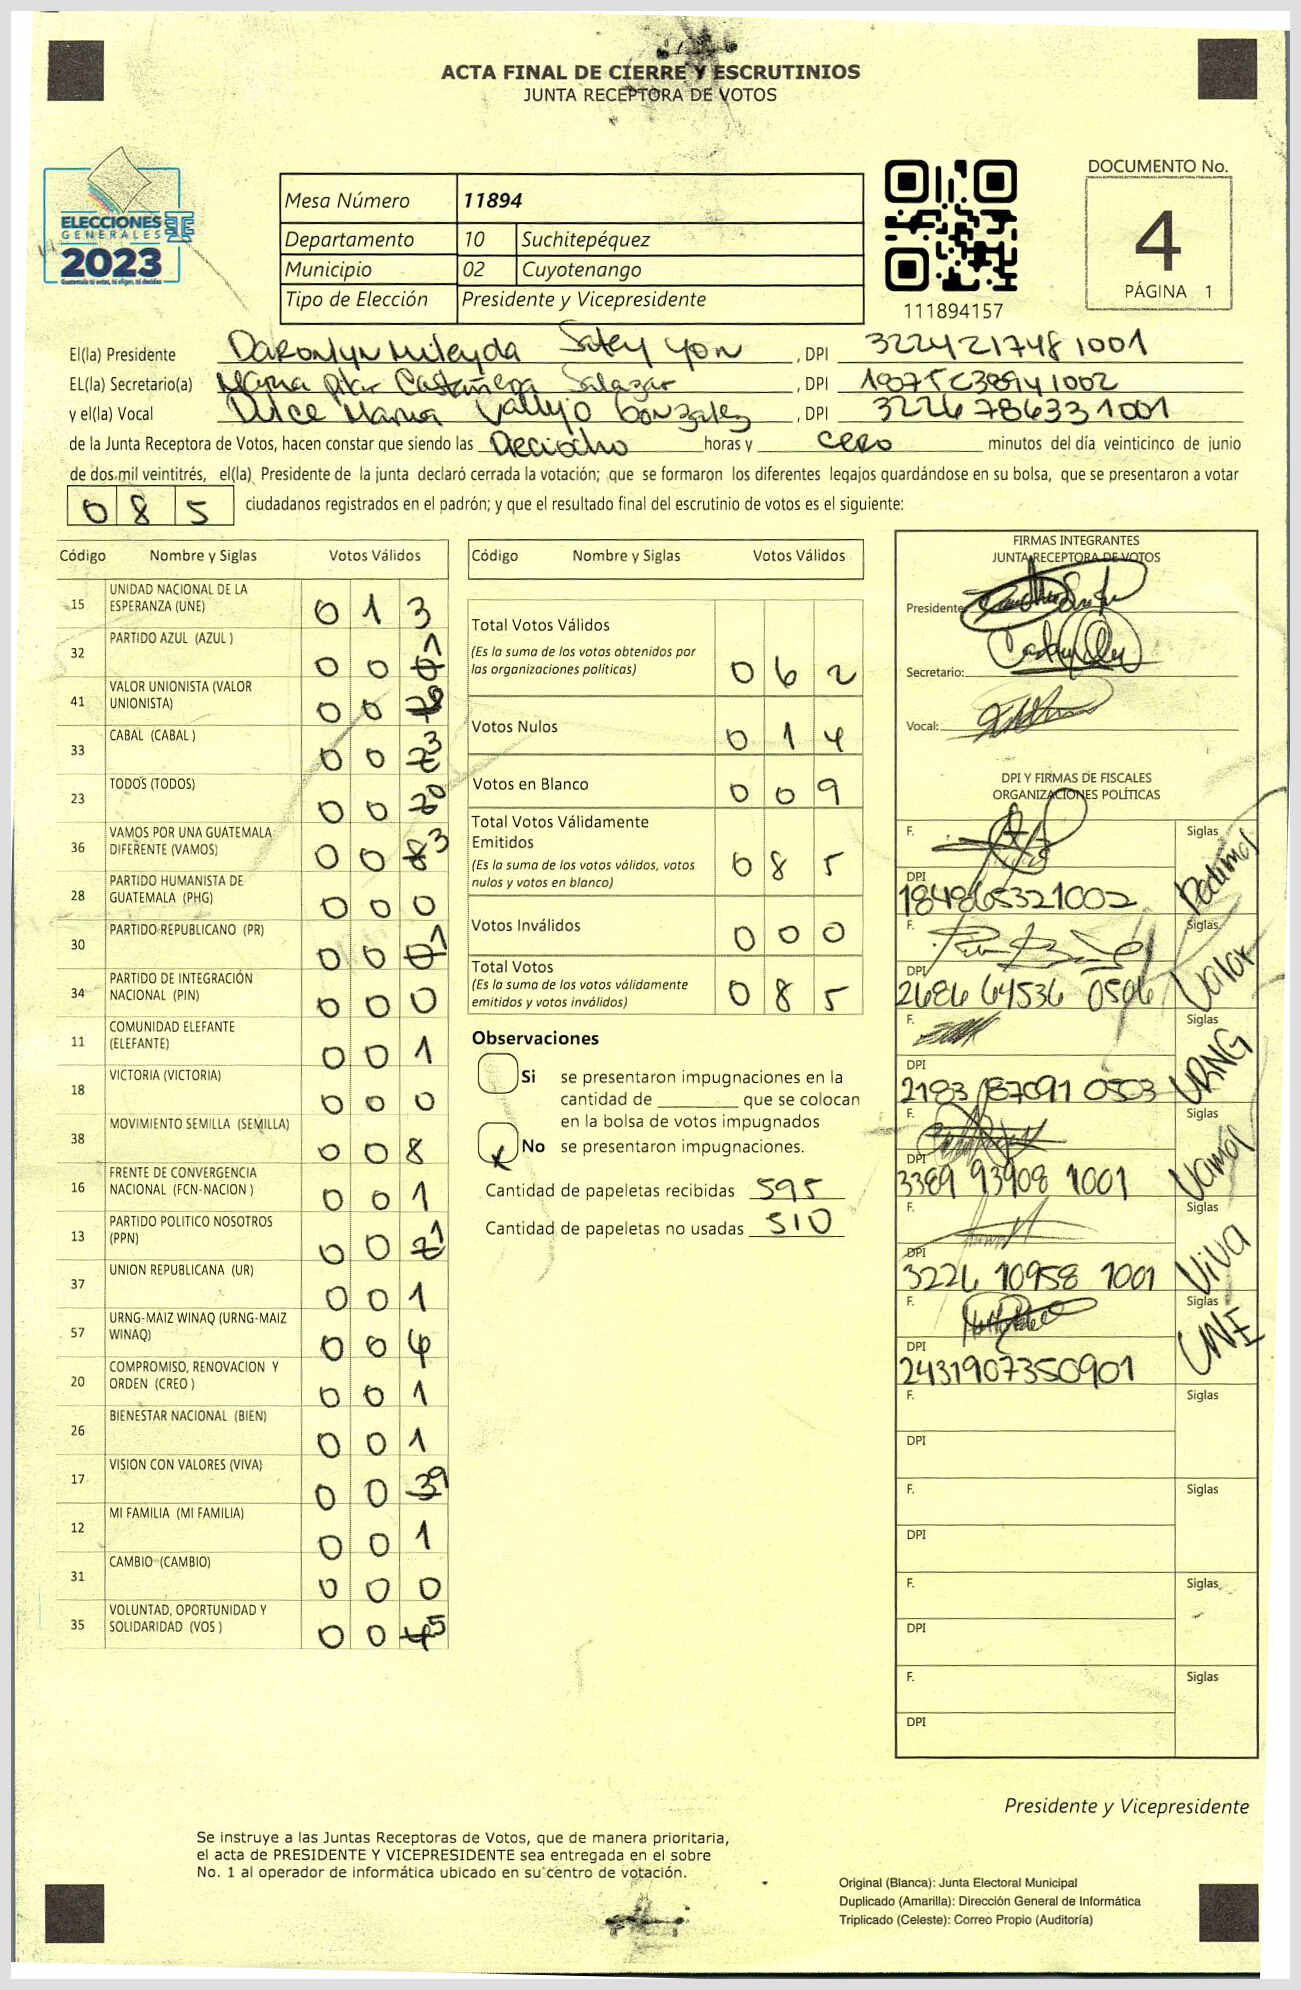 ACTA FINAL DE CIERRE Y ESCRUTINIOS
JUNTA RECEPTORA DE VOTOS
ELECCIONES
GENERALES
2023
Guatemala tú votas, tú eliges, tú decides
Mesa Número 11894
Departamento 10 Suchitepéquez
Municipio 02 Cuyotenango
Tipo de Elección Presidente y Vicepresidente
111894157
DOCUMENTO No.
4
PÁGINA 1
El(la) Presidente Mileyda Yon , DPI 3224217481001
EL(la) Secretario(a) Maria Pilar Castañeda Salazar , DPI
y el(la) Vocal Dulce Maria Vallejo Gonzalez , DPI 3226786331001
de la Junta Receptora de Votos, hacen constar que siendo las Deciocho horas y cero minutos del día veinticinco de junio
de dos mil veintitrés, el(la) Presidente de la junta declaró cerrada la votación; que se formaron los diferentes legajos guardándose en su bolsa, que se presentaron a votar
085 ciudadanos registrados en el padrón; y que el resultado final del escrutinio de votos es el siguiente:
Código Nombre y Siglas Votos Válidos
15 UNIDAD NACIONAL DE LA
ESPERANZA (UNE) 0 1 3
32 PARTIDO AZUL (AZUL ) 0 0 1
41 VALOR UNIONISTA (VALOR
UNIONISTA) 0 0
33 CABAL (CABAL ) 0 0 3
23 TODOS (TODOS) 0 0
36 VAMOS POR UNA GUATEMALA
DIFERENTE (VAMOS) 0 0 3
28 PARTIDO HUMANISTA DE
GUATEMALA (PHG) 0 0 0
30 PARTIDO REPUBLICANO (PR) 0 0 1
34 PARTIDO DE INTEGRACIÓN
NACIONAL (PIN) 0 0 0
11 COMUNIDAD ELEFANTE
(ELEFANTE) 0 0 1
18 VICTORIA (VICTORIA) 0 0 0
38 MOVIMIENTO SEMILLA (SEMILLA) 0 0 8
16 FRENTE DE CONVERGENCIA
NACIONAL (FCN-NACION ) 0 0 1
13 PARTIDO POLITICO NOSOTROS
(PPN) 0 0 1
37 UNION REPUBLICANA (UR) 0 0 1
57 URNG-MAIZ WINAQ (URNG-MAIZ
WINAQ) 0 0 4
20 COMPROMISO, RENOVACION Y
ORDEN (CREO ) 0 0 1
26 BIENESTAR NACIONAL (BIEN) 0 0 1
17 VISION CON VALORES (VIVA) 0 0 9
12 MI FAMILIA (MI FAMILIA) 0 0 1
31 CAMBIO (CAMBIO) 0 0 0
35 VOLUNTAD, OPORTUNIDAD Y
SOLIDARIDAD (VOS ) 0 0 5
Código Nombre y Siglas Votos Válidos
Total Votos Válidos
(Es la suma de los votos obtenidos por
las organizaciones políticas) 0 6 2
Votos Nulos 0 1 4
Votos en Blanco 0 0 9
Total Votos Válidamente
Emitidos
(Es la suma de los votos válidos, votos
nulos y votos en blanco) 0 8 5
Votos Inválidos 0 0 0
Total Votos
(Es la suma de los votos válidamente
emitidos y votos inválidos) 0 8 5
Observaciones
Si se presentaron impugnaciones en la
cantidad de ________ que se colocan
en la bolsa de votos impugnados
x No se presentaron impugnaciones.
Cantidad de papeletas recibidas 595
Cantidad de papeletas no usadas 510
FIRMAS INTEGRANTES
JUNTA RECEPTORA DE VOTOS
Presidente:
Secretario:
Vocal:
DPI Y FIRMAS DE FISCALES
ORGANIZACIONES POLÍTICAS
F. Siglas
DPI
184865321002
F. Siglas Valor
DPI
2686 64536 0506
F. Siglas URNG
DPI
2183 87091 0503
F. Siglas Vamos
DPI
3389 93908 1001
F. Siglas Viva
DPI
3226 10958 1001
F. Siglas UNE
DPI
2431907350901
F. Siglas
DPI
F. Siglas
DPI
F. Siglas
DPI
F. Siglas
DPI
Presidente y Vicepresidente
Se instruye a las Juntas Receptoras de Votos, que de manera prioritaria,
el acta de PRESIDENTE Y VICEPRESIDENTE sea entregada en el sobre
No. 1 al operador de informática ubicado en su centro de votación.
Original (Blanca): Junta Electoral Municipal
Duplicado (Amarilla): Dirección General de Informática
Triplicado (Celeste): Correo Propio (Auditoría)